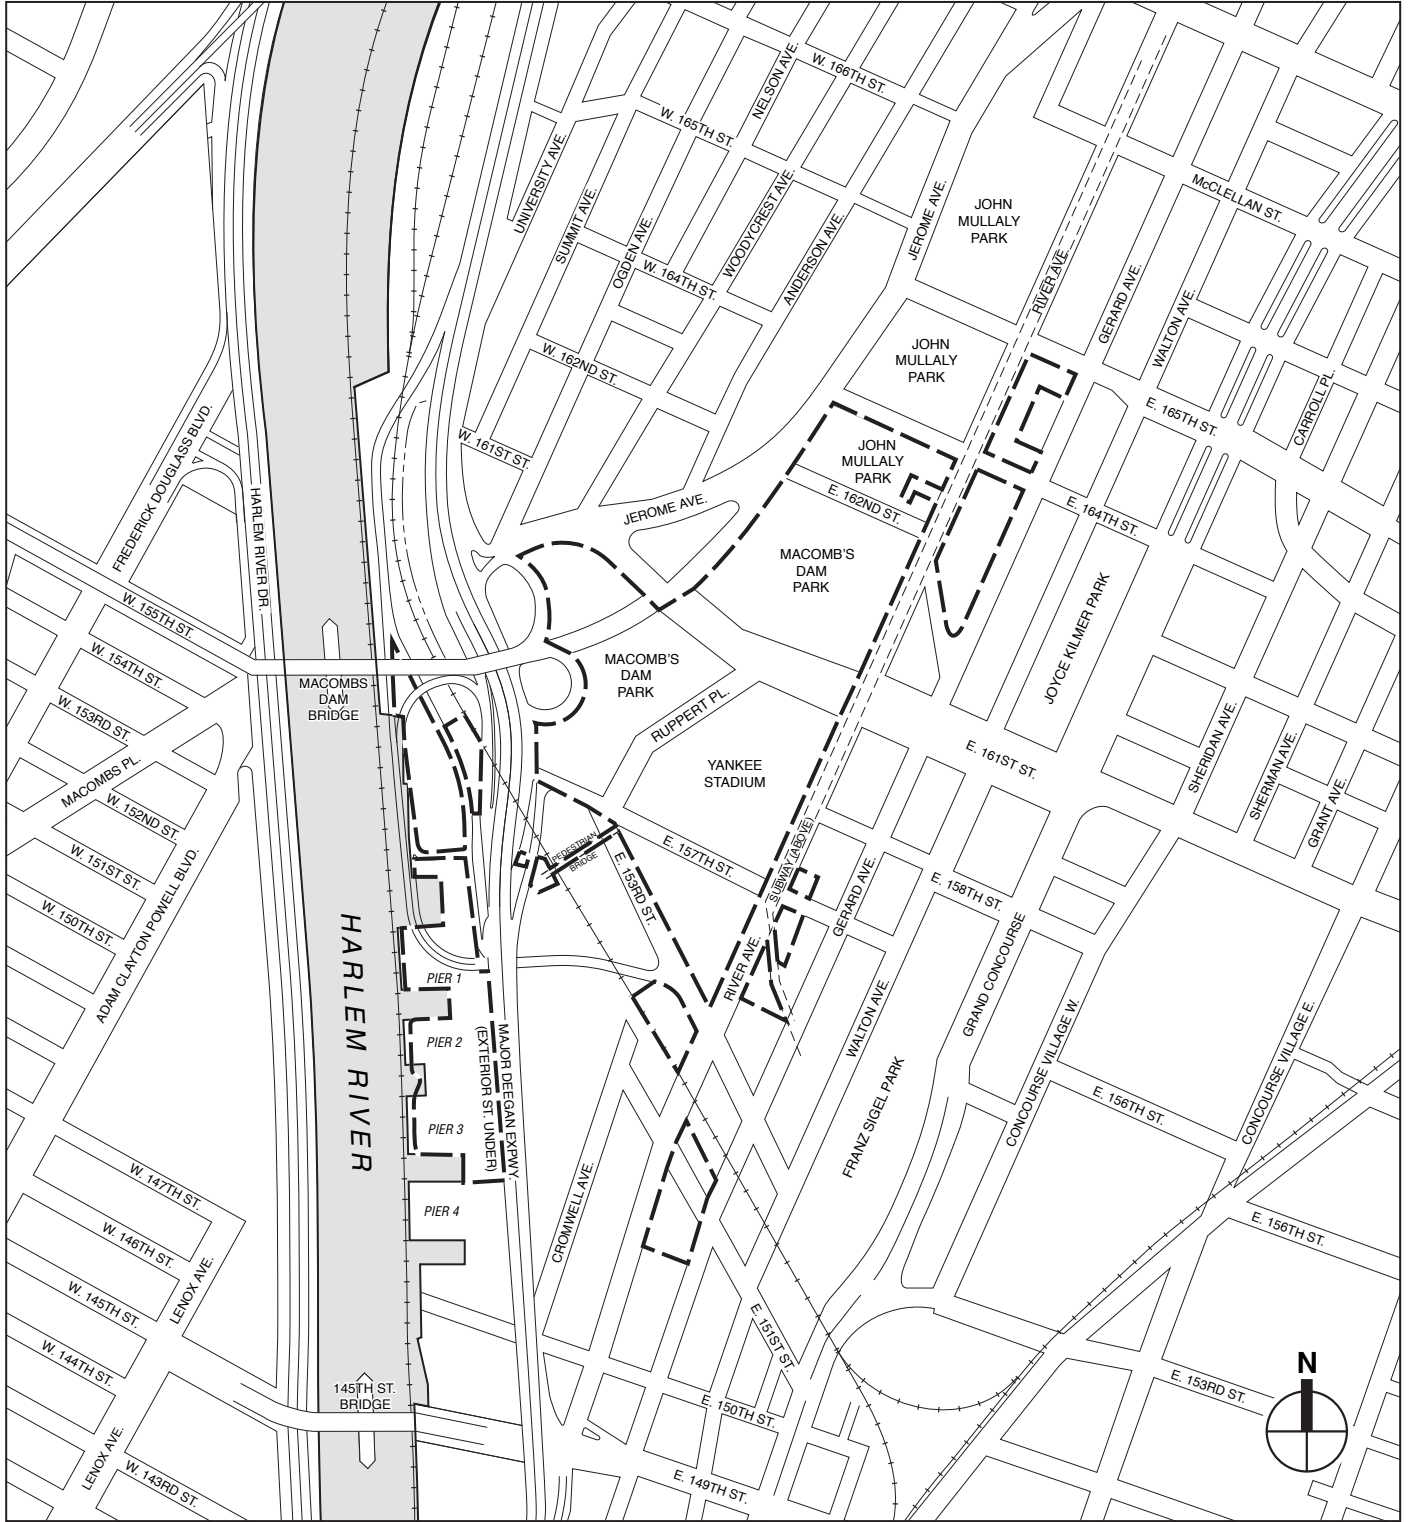 W. 166TH ST.
NELSON AVE.
W. 165TH ST.
UNIVERSITY AVE.
SUMMIT AVE.
OGDEN AVE.
WOODYCREST AVE.
ANDERSON AVE.
JEROME AVE.
JOHN
MULLALY
PARK
McCLELLAN ST.
W. 164TH ST.
RIVER AVE.
GERARD AVE.
WALTON AVE.
W. 162ND ST.
JOHN
MULLALY
PARK
CARROLL PL.
E. 165TH ST.
FREDERICK DOUGLASS BLVD.
W. 161ST ST.
JOHN
MULLALY
PARK
HARLEM RIVER DR.
JEROME AVE.
E. 162ND ST.
E. 164TH ST.
MACOMB'S
DAM
PARK
W. 155TH ST.
JOYCE KILMER PARK
W. 154TH ST.
MACOMBS
DAM
BRIDGE
MACOMB'S
DAM
PARK
RUPPERT PL.
W. 153RD ST.
MACOMBS PL.
YANKEE
STADIUM
E. 161ST ST.
SHERIDAN AVE.
SHERMAN AVE.
GRANT AVE.
W. 152ND ST.
W. 151ST ST.
PEDESTRIAN
BRIDGE
E. 157TH ST.
SUBWAY (ABOVE)
E. 153RD ST.
GERARD AVE.
E. 158TH ST.
W. 150TH ST.
ADAM CLAYTON POWELL BLVD.
HARLEM RIVER
PIER 1
RIVER AVE.
WALTON AVE.
GRAND CONCOURSE
PIER 2
MAJOR DEEGAN EXPWY.
(EXTERIOR ST. UNDER)
CONCOURSE VILLAGE W.
CONCOURSE VILLAGE E.
FRANZ SIGEL PARK
E. 156TH ST.
PIER 3
W. 147TH ST.
CROMWELL AVE.
PIER 4
W. 146TH ST.
E. 156TH ST.
LENOX AVE.
W. 145TH ST.
W. 144TH ST.
E. 151ST ST.
N
145TH ST.
BRIDGE
E. 153RD ST.
E. 150TH ST.
LENOX AVE.
W. 143RD ST.
E. 149TH ST.